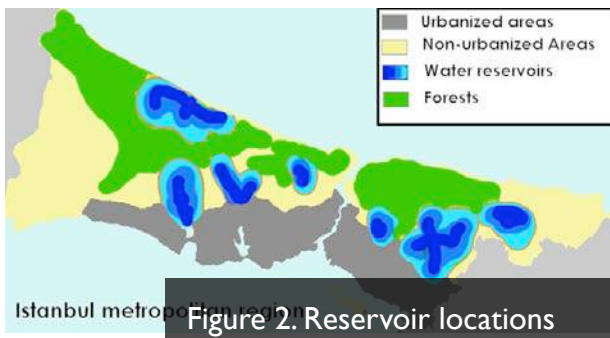 Urbanized areas
Non-urbanized Areas
Water reservoirs
Forests
Istanbul metropolitan region
Figure 2. Reservoir locations